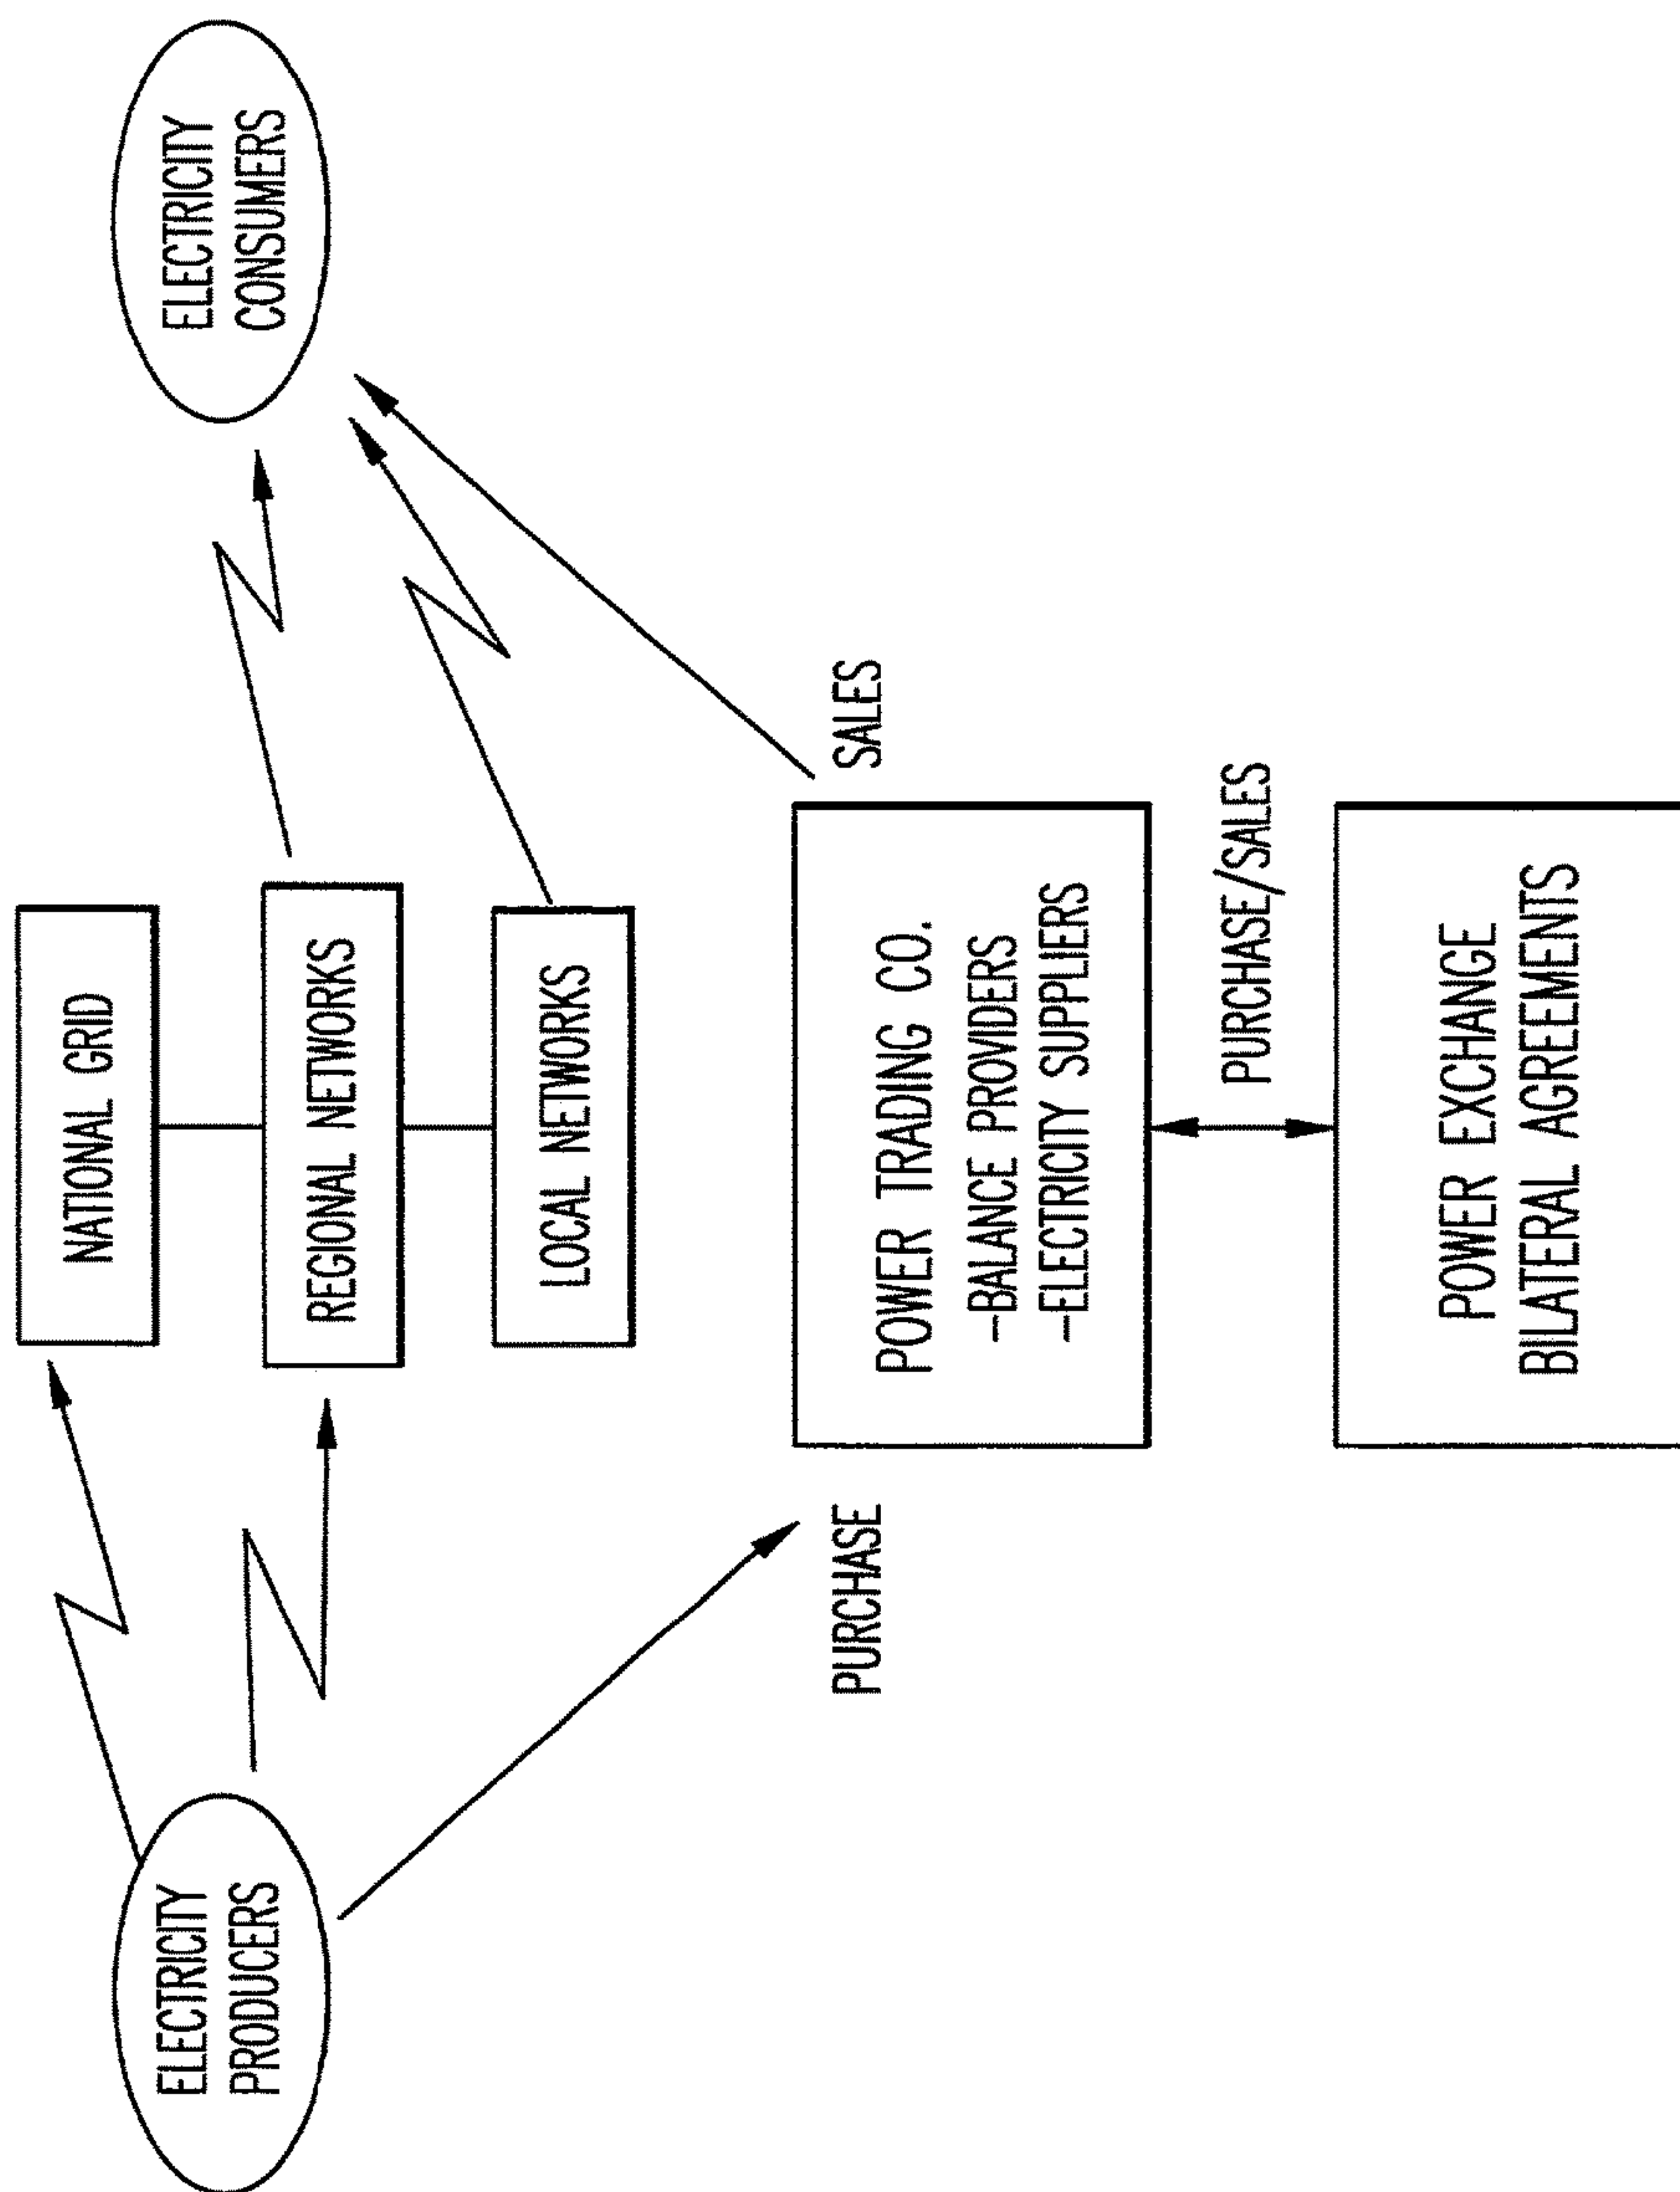 NATIONAL GRID
ELECTRICITY
PRODUCERS
REGIONAL NETWORKS
ELECTRICITY
CONSUMERS
LOCAL NETWORKS
PURCHASE
SALES
POWER TRADING CO.
-BALANCE PROVIDERS
-ELECTRICITY SUPPLIERS
PURCHASE/SALES
POWER EXCHANGE
BILATERAL AGREEMENTS